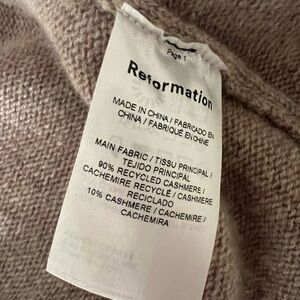 Page 1
Reformation
MADE IN CHINA / FABRICADO EN
CHINA / FABRIQUÉ EN CHINE
MAIN FABRIC / TISSU PRINCIPAL /
TEJIDO PRINCIPAL
90% RECYCLED CASHMERE /
CACHEMIRE RECYCLÉ / CASHMERE
RECICLADO
10% CASHMERE / CACHEMIRE /
CACHEMIRA